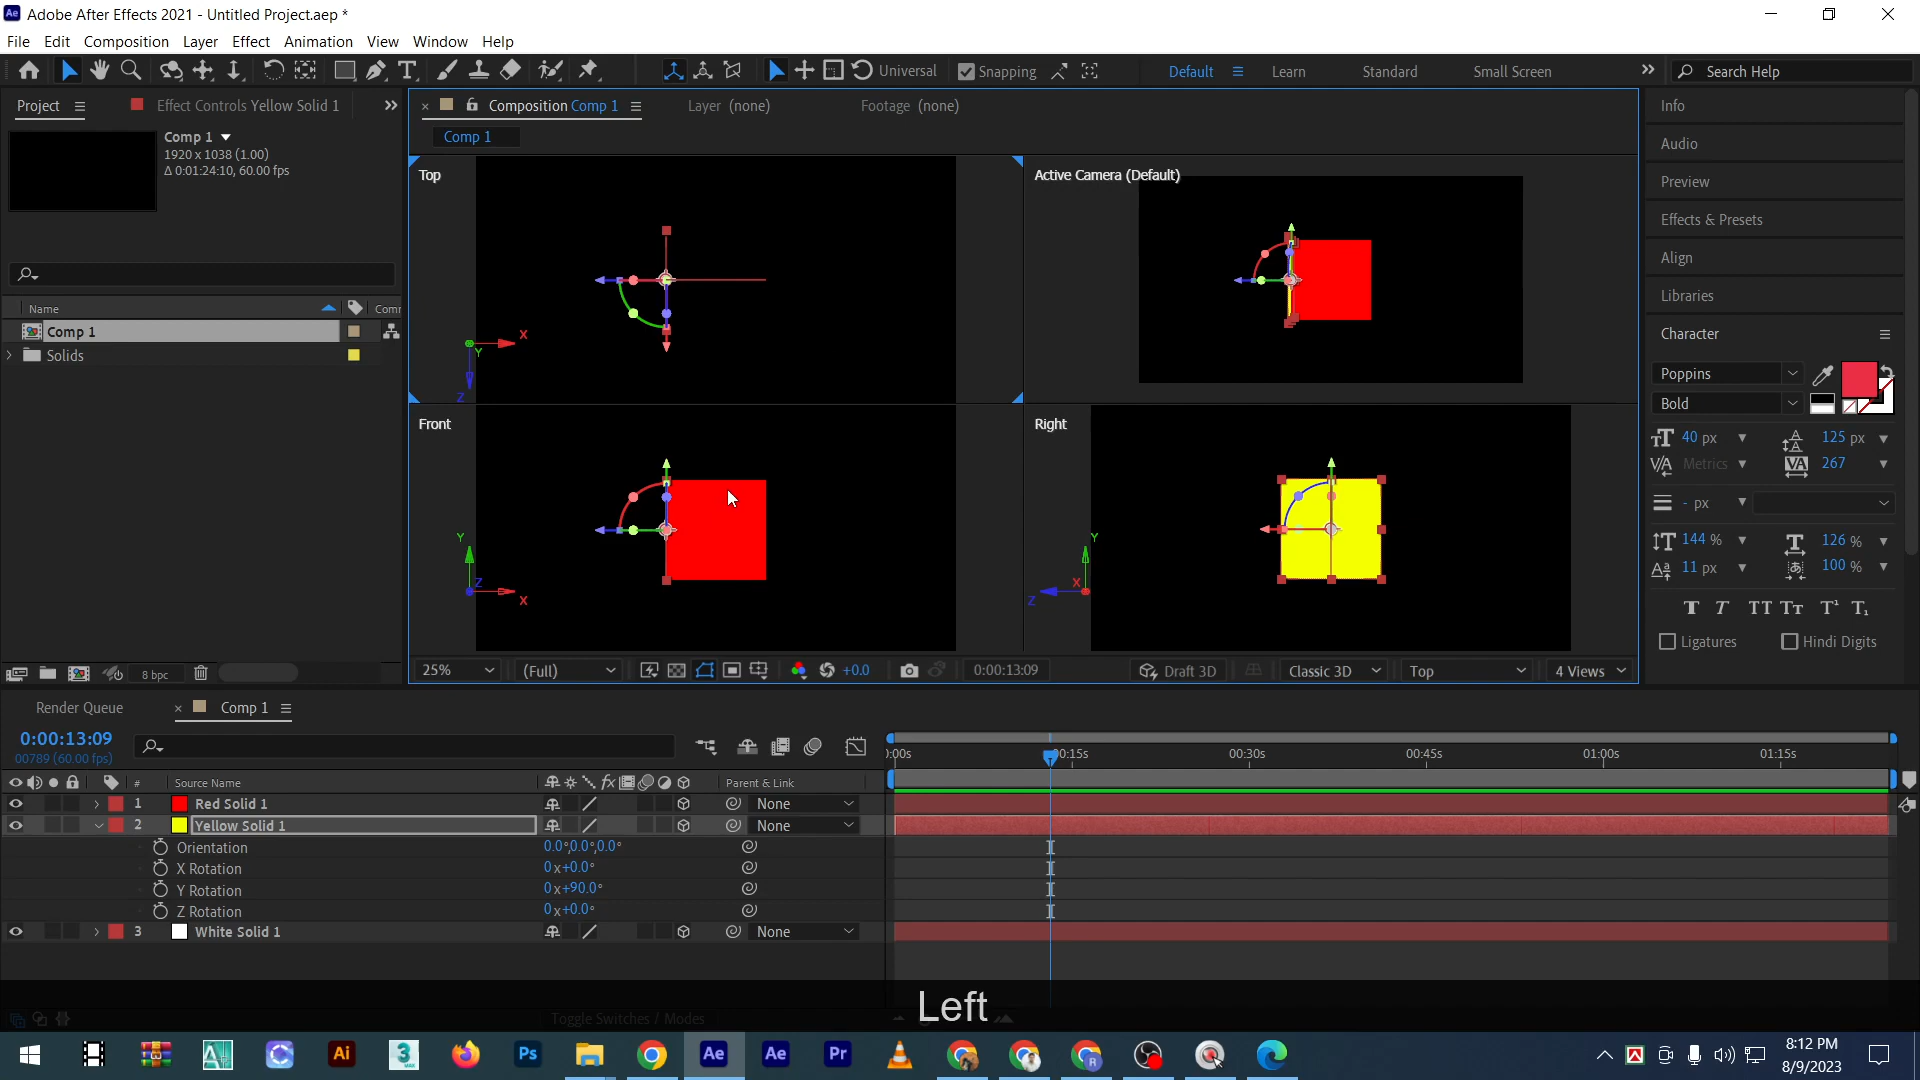 Adobe After Effects 2021 - Untitled Project.aep *
File Edit Composition Layer Effect Animation View Window Help
Universal Snapping Default Learn Standard Small Screen Search Help
Project Effect Controls Yellow Solid 1
Composition Comp 1 Layer (none) Footage (none)
Comp 1
Comp 1
1920 x 1038 (1.00)
Δ 0:01:24:10, 60.00 fps
Name Comr
Comp 1
Solids
8 bpc
Top
X
Y
Z
Active Camera (Default)
Front
Y
Z
X
Right
Y
X
Z
25% (Full) +0.0 0:00:13:09 Draft 3D Classic 3D Top 4 Views
Info
Audio
Preview
Effects & Presets
Align
Libraries
Character
Poppins
Bold
40 px 125 px
Metrics 267
- px
144 % 126 %
11 px 100 %
Ligatures Hindi Digits
Render Queue Comp 1
0:00:13:09
00789 (60.00 fps)
):00s 00:15s 00:30s 00:45s 01:00s 01:15s
# Source Name Parent & Link
1 Red Solid 1 None
2 Yellow Solid 1 None
Orientation 0.0°,0.0°,0.0°
X Rotation 0x+0.0°
Y Rotation 0x+90.0°
Z Rotation 0x+0.0°
3 White Solid 1 None
Left
Toggle Switches / Modes
8:12 PM
8/9/2023